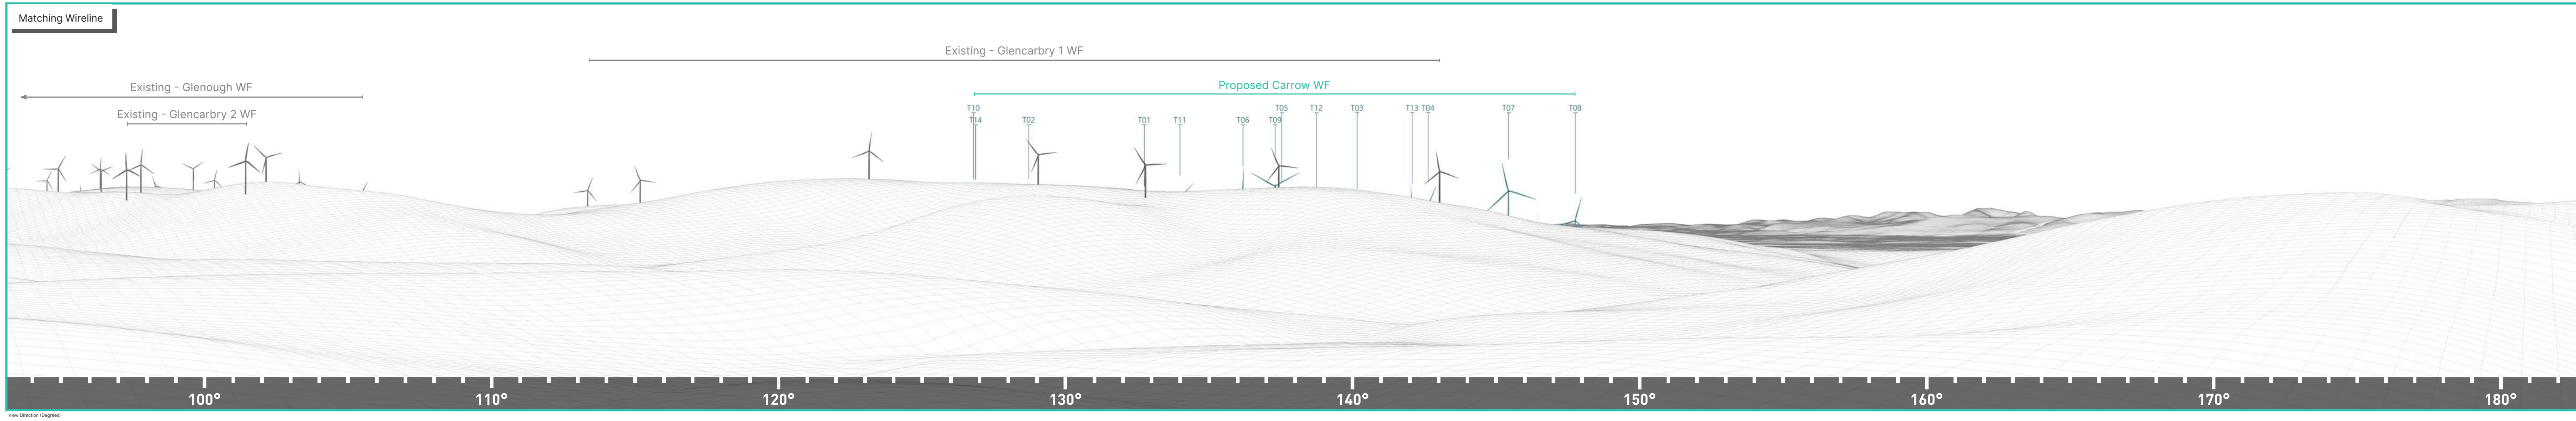 Matching Wireline
Existing - Glencarbry 1 WF
Existing - Glenough WF
Proposed Carrow WF
Existing - Glencarbry 2 WF
T10 T05 T12 T03 T13 T04 T07 T08
T14 T02 T01 T11 T06 T09
100° 110° 120° 130° 140° 150° 160° 170° 180°
View Direction (Degrees)